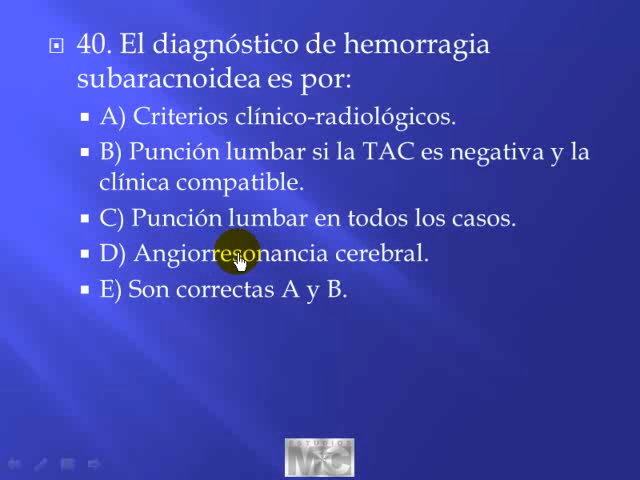 40. El diagnóstico de hemorragia
subaracnoidea es por:
A) Criterios clínico-radiológicos.
B) Punción lumbar si la TAC es negativa y la
clínica compatible.
C) Punción lumbar en todos los casos.
D) Angiorresonancia cerebral.
E) Son correctas A y B.
ESTUDIOS
MC